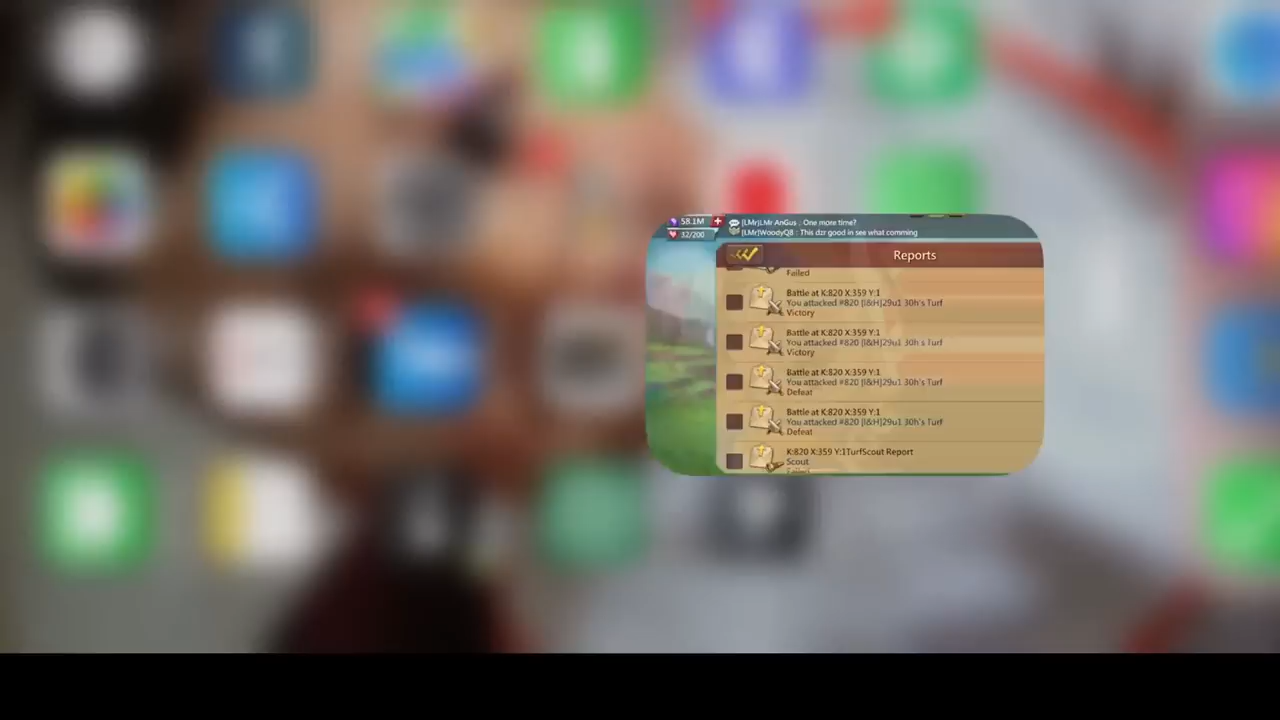 58.1M
[LMr]LMr AnGus : One more time?
32/200
[LMr]WoodyQ8 : This dzr good in see what comming
Reports
Failed
Battle at K:820 X:359 Y:1
You attacked #820 [I&H]29u1 30h's Turf
Victory
Battle at K:820 X:359 Y:1
You attacked #820 [I&H]29u1 30h's Turf
Victory
Battle at K:820 X:359 Y:1
You attacked #820 [I&H]29u1 30h's Turf
Defeat
Battle at K:820 X:359 Y:1
You attacked #820 [I&H]29u1 30h's Turf
Defeat
K:820 X:359 Y:1TurfScout Report
Scout
Failed